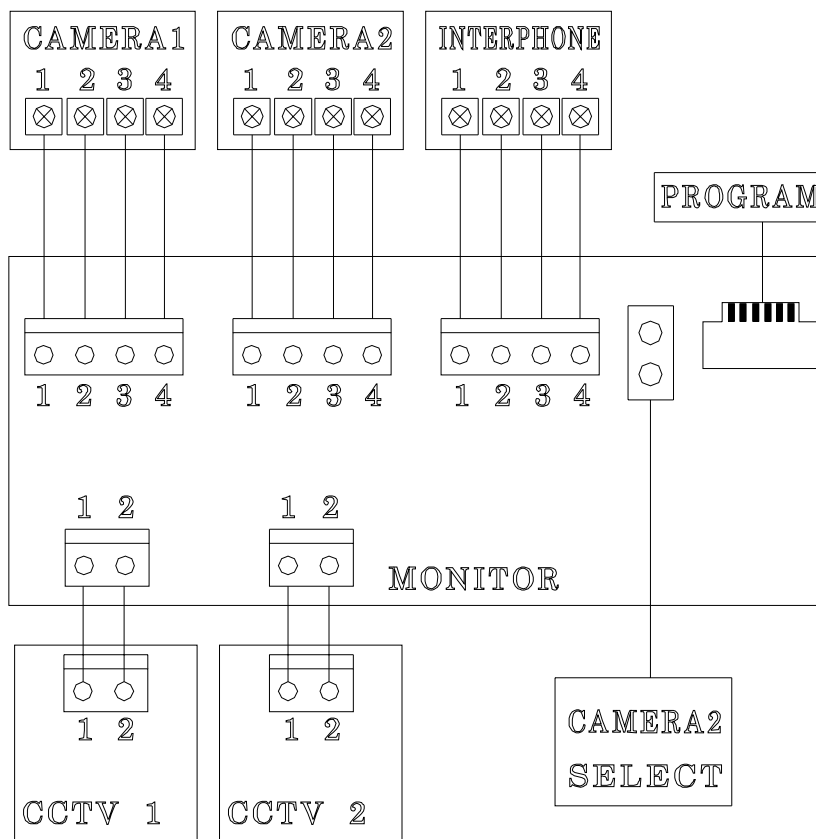 CAMERA1
1 2 3 4
CAMERA2
1 2 3 4
INTERPHONE
1 2 3 4
PROGRAM
1 2 3 4
1 2 3 4
1 2 3 4
1 2
1 2
MONITOR
1 2
CCTV 1
1 2
CCTV 2
CAMERA2
SELECT